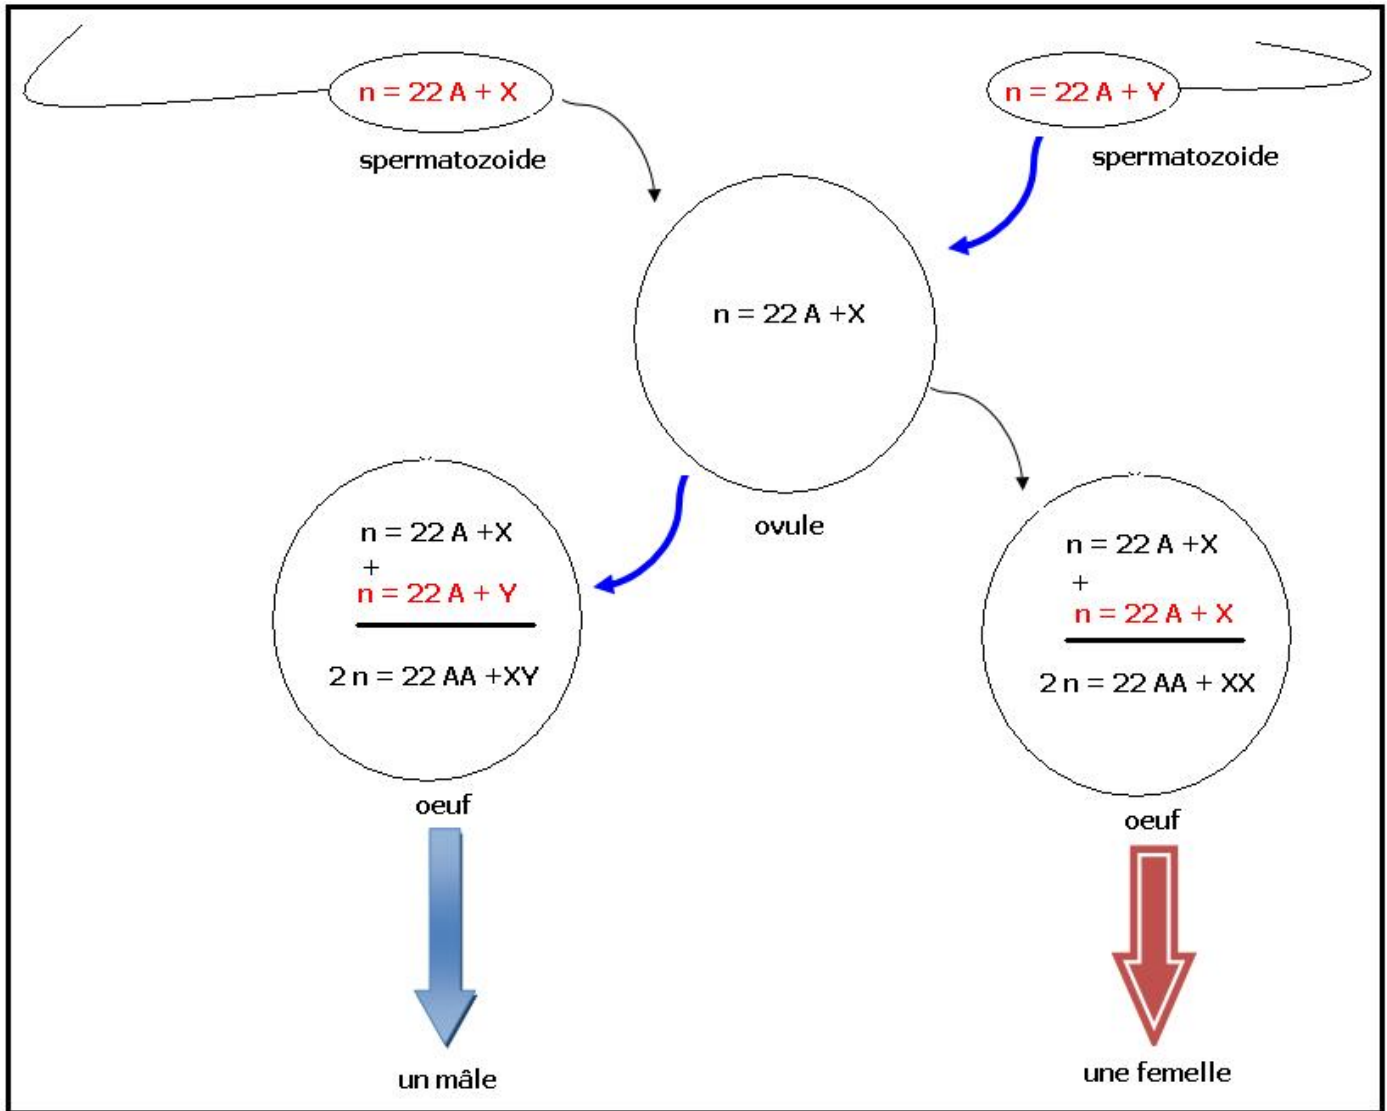 n = 22 A + X
spermatozoide
n = 22 A + Y
spermatozoide
n = 22 A +X
ovule
n = 22 A +X
+
n = 22 A + Y
2 n = 22 AA +XY
oeuf
un mâle
n = 22 A +X
+
n = 22 A + X
2 n = 22 AA + XX
oeuf
une femelle